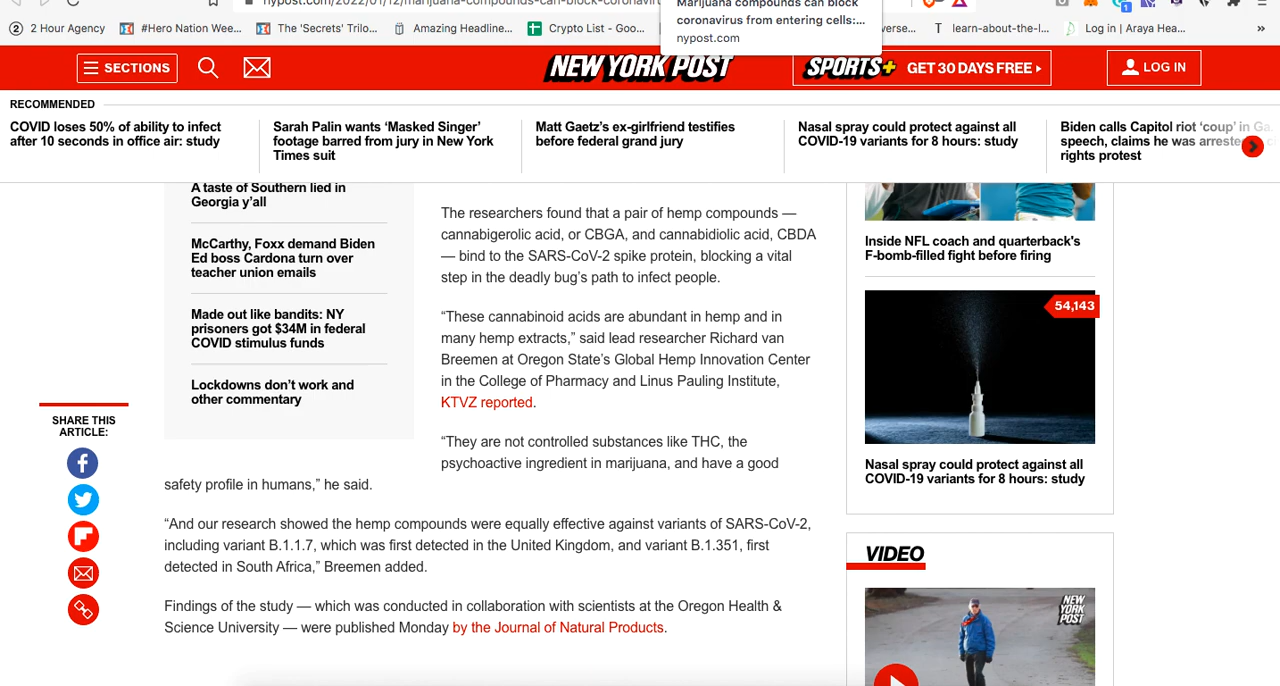 nypost.com/2022/01/12/marijuana-compounds-can-block-coronavirus
Marijuana compounds can block
coronavirus from entering cells:...
nypost.com
2 Hour Agency
#Hero Nation Wee...
The 'Secrets' Trilo...
Amazing Headline...
Crypto List - Goo...
verse...
T learn-about-the-l...
Log in | Araya Hea...
»
SECTIONS
NEW YORK POST
SPORTS+ GET 30 DAYS FREE
LOG IN
RECOMMENDED
COVID loses 50% of ability to infect
after 10 seconds in office air: study
Sarah Palin wants ‘Masked Singer’
footage barred from jury in New York
Times suit
Matt Gaetz’s ex-girlfriend testifies
before federal grand jury
Nasal spray could protect against all
COVID-19 variants for 8 hours: study
Biden calls Capitol riot ‘coup’ in Ga.
speech, claims he was arreste
rights protest
A taste of Southern lied in
Georgia y’all
McCarthy, Foxx demand Biden
Ed boss Cardona turn over
teacher union emails
Made out like bandits: NY
prisoners got $34M in federal
COVID stimulus funds
Lockdowns don’t work and
other commentary
SHARE THIS
ARTICLE:
The researchers found that a pair of hemp compounds —
cannabigerolic acid, or CBGA, and cannabidiolic acid, CBDA
— bind to the SARS-CoV-2 spike protein, blocking a vital
step in the deadly bug’s path to infect people.
“These cannabinoid acids are abundant in hemp and in
many hemp extracts,” said lead researcher Richard van
Breemen at Oregon State’s Global Hemp Innovation Center
in the College of Pharmacy and Linus Pauling Institute,
KTVZ reported.
“They are not controlled substances like THC, the
psychoactive ingredient in marijuana, and have a good
safety profile in humans,” he said.
“And our research showed the hemp compounds were equally effective against variants of SARS-CoV-2,
including variant B.1.1.7, which was first detected in the United Kingdom, and variant B.1.351, first
detected in South Africa,” Breemen added.
Findings of the study — which was conducted in collaboration with scientists at the Oregon Health &
Science University — were published Monday by the Journal of Natural Products.
Inside NFL coach and quarterback's
F-bomb-filled fight before firing
54,143
Nasal spray could protect against all
COVID-19 variants for 8 hours: study
VIDEO
NEW
YORK
POST